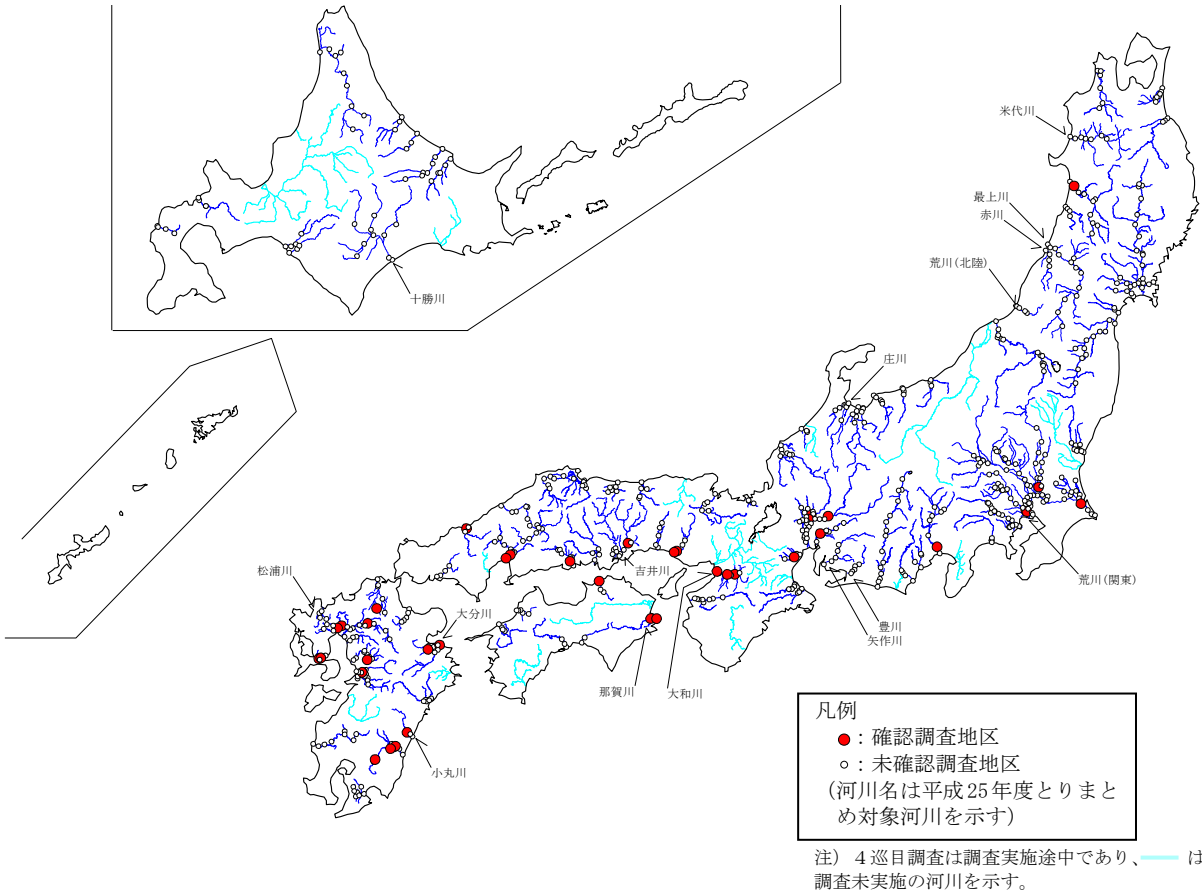 米代川
最上川
赤川
荒川(北陸)
十勝川
庄川
松浦川
大分川
吉井川
荒川(関東)
豊川
矢作川
那賀川
大和川
小丸川
凡例
●：確認調査地区
○：未確認調査地区
(河川名は平成25年度とりまと
め対象河川を示す)
注）４巡目調査は調査実施途中であり、 は
調査未実施の河川を示す。